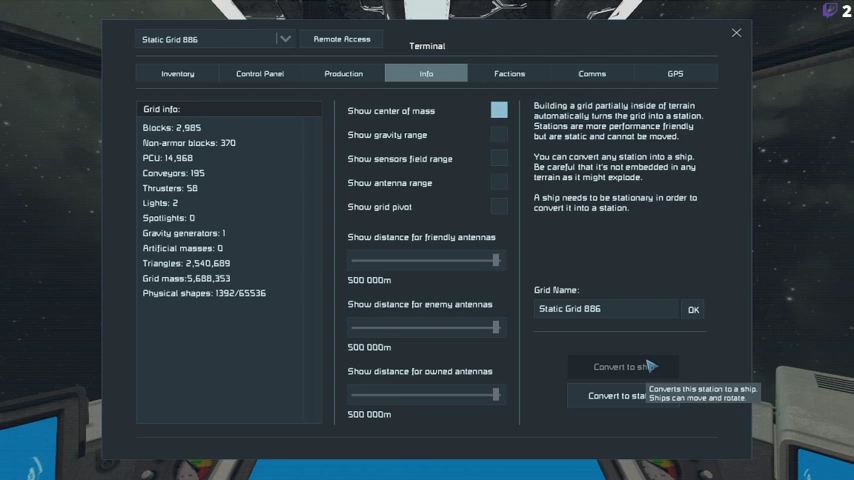 2
Static Grid 886
Remote Access
Terminal
Inventory
Control Panel
Production
Info
Factions
Comms
GPS
Grid info:
Blocks: 2,985
Non-armor blocks: 370
PCU: 14,968
Conveyors: 195
Thrusters: 58
Lights: 2
Spotlights: 0
Gravity generators: 1
Artificial masses: 0
Triangles: 2,540,689
Grid mass:5,688,353
Physical shapes: 1392/65536
Show center of mass
Show gravity range
Show sensors field range
Show antenna range
Show grid pivot
Show distance for friendly antennas
500 000m
Show distance for enemy antennas
500 000m
Show distance for owned antennas
500 000m
Building a grid partially inside of terrain
automatically turns the grid into a station.
Stations are more performance friendly
but are static and cannot be moved.
You can convert any station into a ship.
Be careful that it's not embedded in any
terrain as it might explode.
A ship needs to be stationary in order to
convert it into a station.
Grid Name:
Static Grid 886
OK
Convert to ship
Converts this station to a ship.
Ships can move and rotate.
Convert to sta